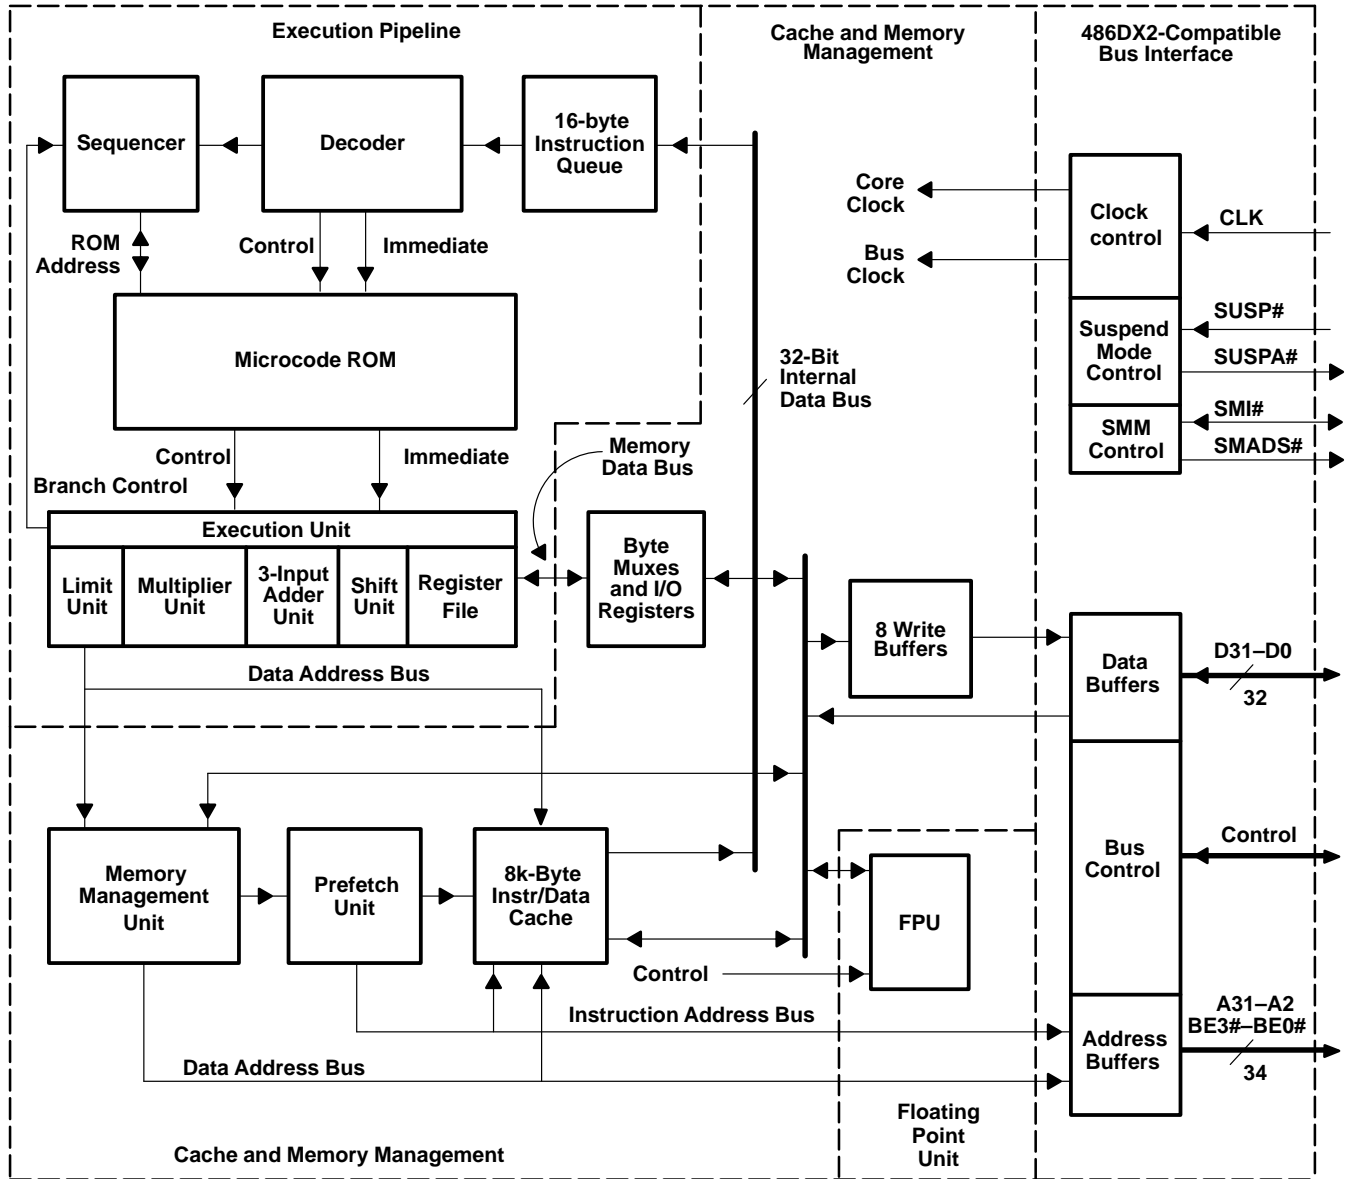 Execution Pipeline
Cache and Memory
Management
486DX2-Compatible
Bus Interface
Sequencer
Decoder
16-byte
Instruction
Queue
Core
Clock
Bus
Clock
Clock
control
CLK
ROM
Address
Control
Immediate
Microcode ROM
32-Bit
Internal
Data Bus
Suspend
Mode
Control
SUSP#
SUSPA#
SMM
Control
SMI#
SMADS#
Control
Immediate
Memory
Data Bus
Branch Control
Execution Unit
Limit
Unit
Multiplier
Unit
3-Input
Adder
Unit
Shift
Unit
Register
File
Byte
Muxes
and I/O
Registers
8 Write
Buffers
Data
Buffers
D31–D0
32
Data Address Bus
Memory
Management
Unit
Prefetch
Unit
8k-Byte
Instr/Data
Cache
FPU
Bus
Control
Control
Control
Instruction Address Bus
Data Address Bus
Address
Buffers
A31–A2
BE3#–BE0#
34
Floating
Point
Unit
Cache and Memory Management